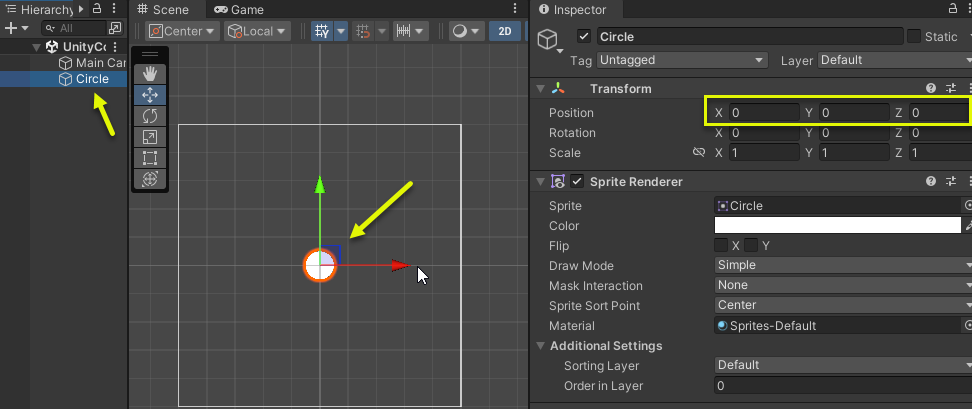 Hierarchy
Scene
Game
Inspector
All
Center
Local
2D
Circle
Static
Tag Untagged
Layer Default
UnityCo
Main Car
Circle
Transform
Position X 0 Y 0 Z 0
Rotation X 0 Y 0 Z 0
Scale X 1 Y 1 Z 1
Sprite Renderer
Sprite Circle
Color
Flip X Y
Draw Mode Simple
Mask Interaction None
Sprite Sort Point Center
Material Sprites-Default
Additional Settings
Sorting Layer Default
Order in Layer 0